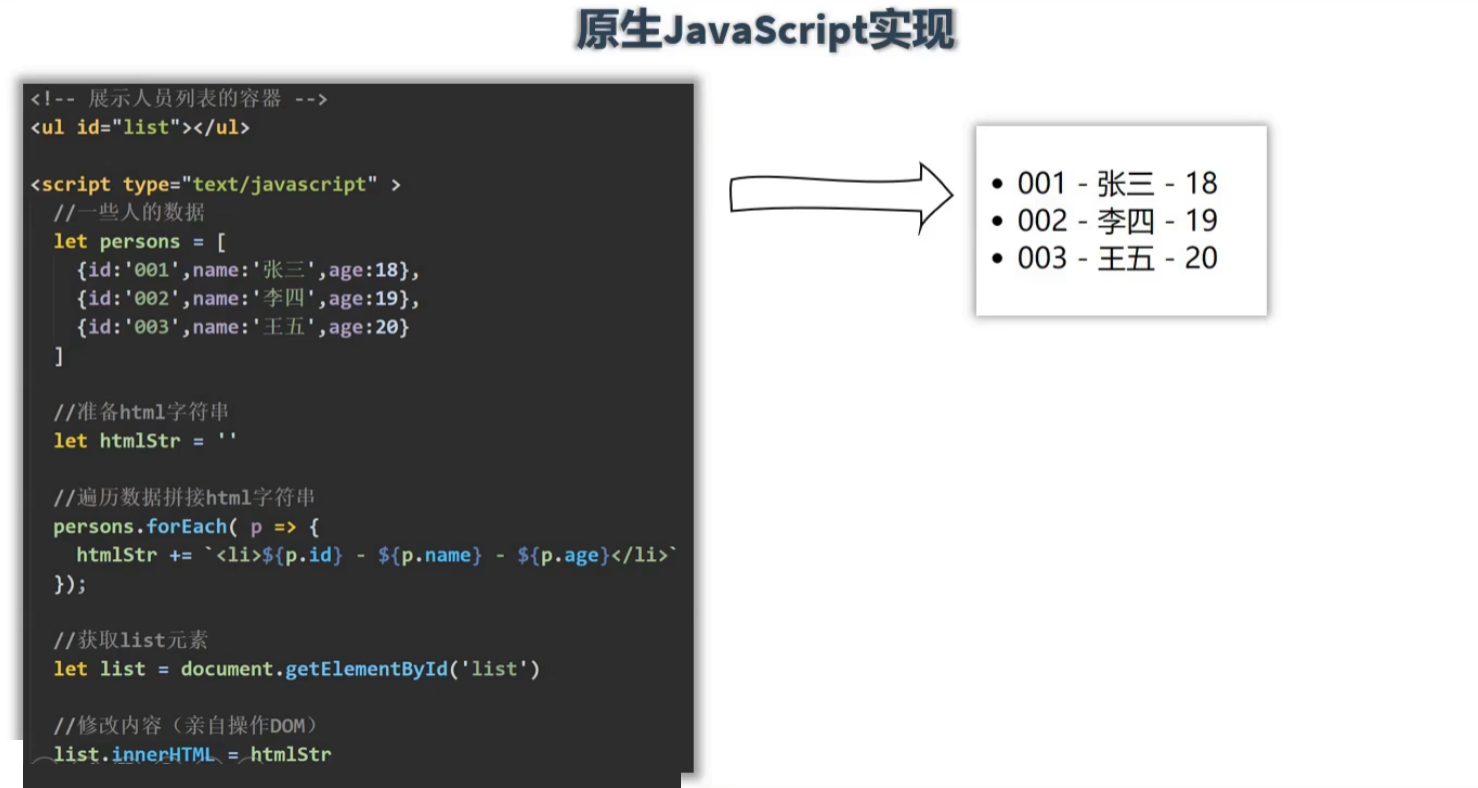 原生JavaScript实现
<!-- 展示人员列表的容器 -->
<ul id="list"></ul>
<script type="text/javascript" >
//一些人的数据
let persons = [
{id:'001',name:'张三',age:18},
{id:'002',name:'李四',age:19},
{id:'003',name:'王五',age:20}
]
//准备html字符串
let htmlStr = ''
//遍历数据拼接html字符串
persons.forEach( p => {
htmlStr += `<li>${p.id} - ${p.name} - ${p.age}</li>`
});
//获取list元素
let list = document.getElementById('list')
//修改内容（亲自操作DOM）
list.innerHTML = htmlStr
• 001 - 张三 - 18
• 002 - 李四 - 19
• 003 - 王五 - 20